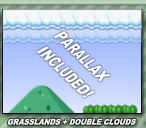 PARALLAX
INCLUDED!
GRASSLANDS + DOUBLE CLOUDS